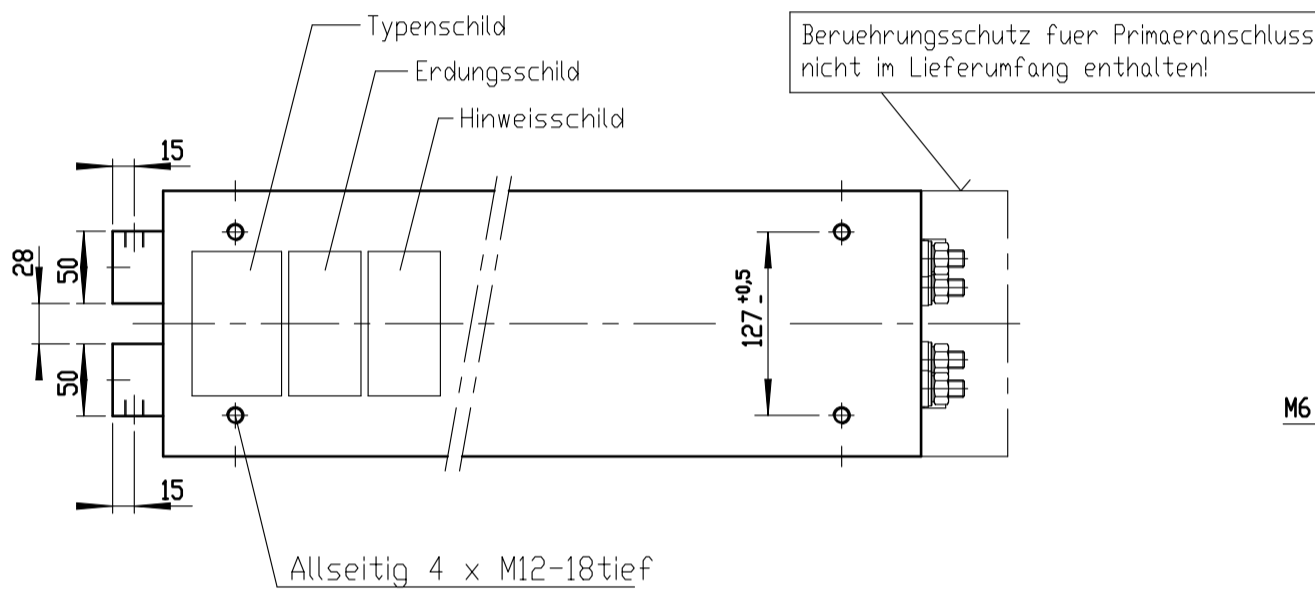 Typenschild
Erdungsschild
Hinweisschild
Beruehrungsschutz fuer Primaeranschluss
nicht im Lieferumfang enthalten!
15
28
50
50
127 +0,5
-
15
M6
Allseitig 4 x M12-18tief